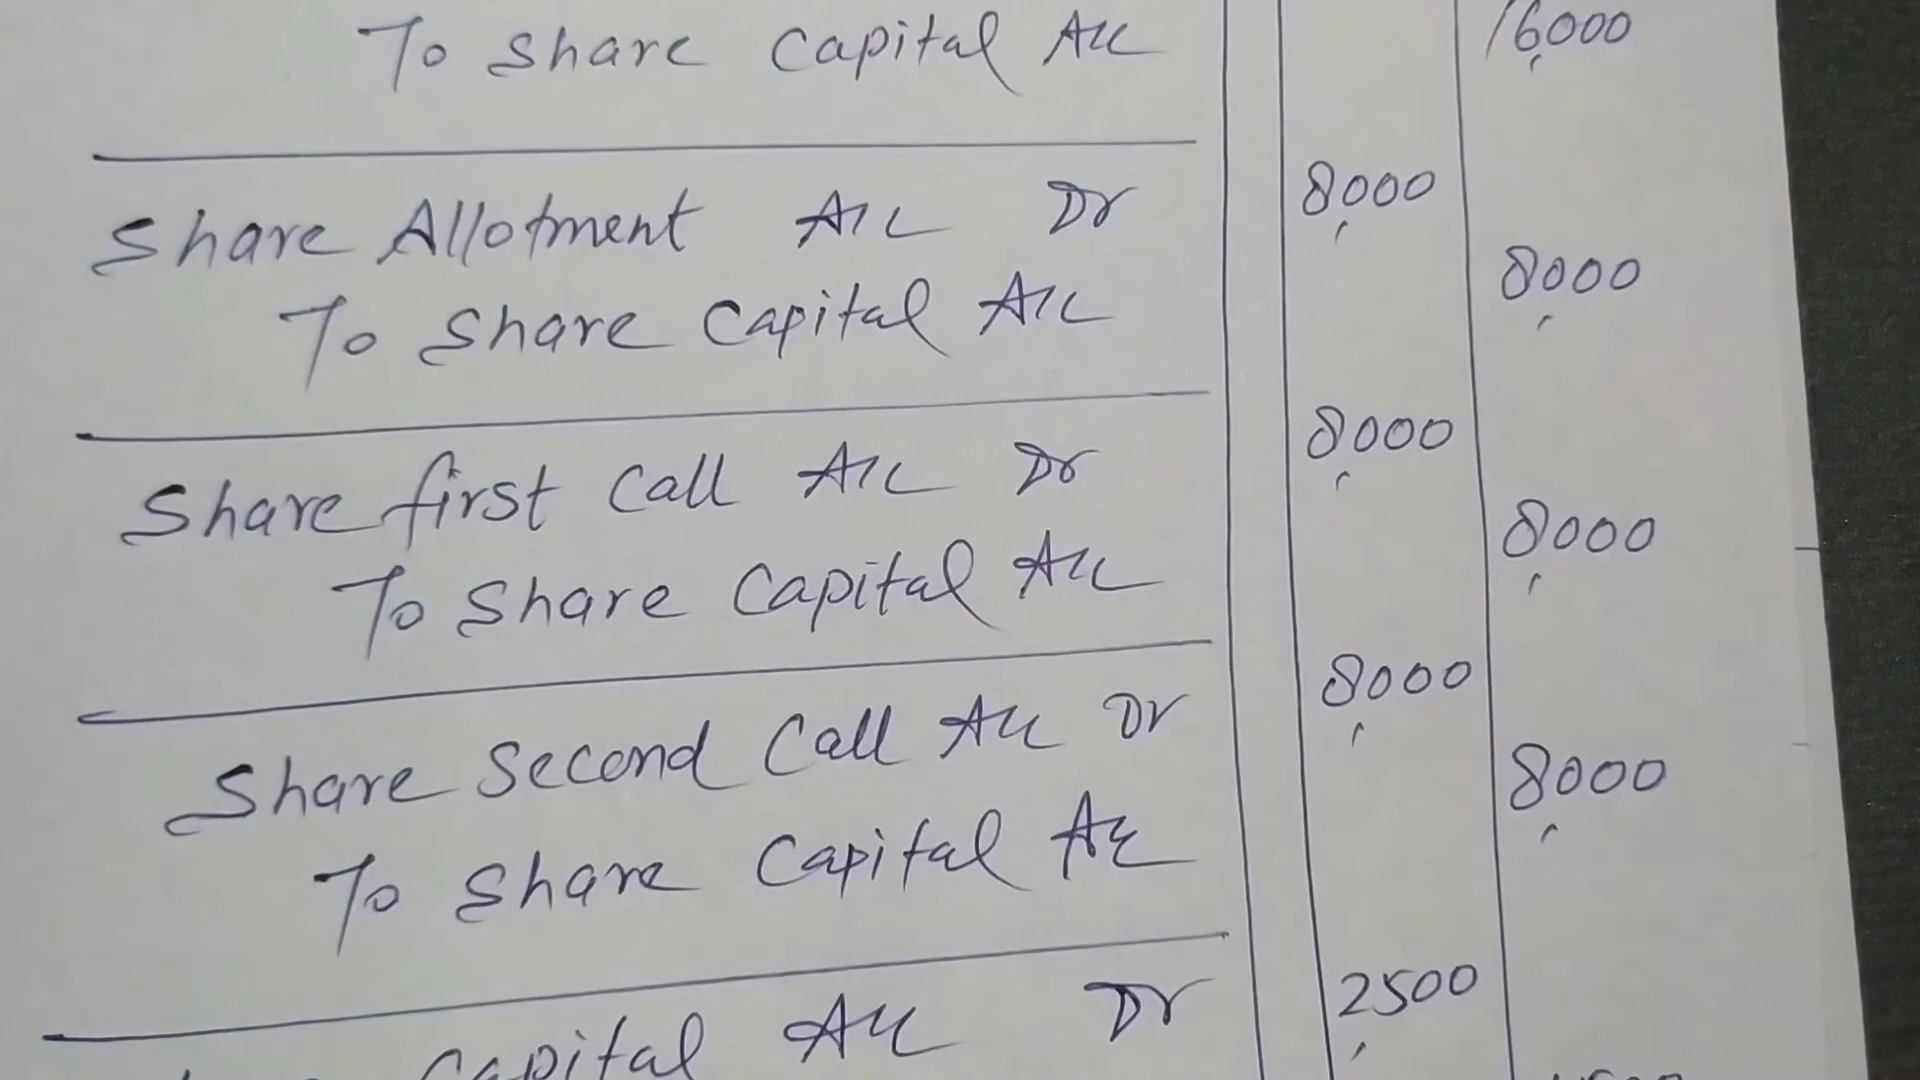 To Share Capital A/c 16,000
Share Allotment A/c Dr 8,000
To Share Capital A/c 8,000
Share first Call A/c Dr 8,000
To Share Capital A/c 8,000
Share Second Call A/c Dr 8,000
To Share Capital A/c 8,000
Capital A/c Dr 2,500